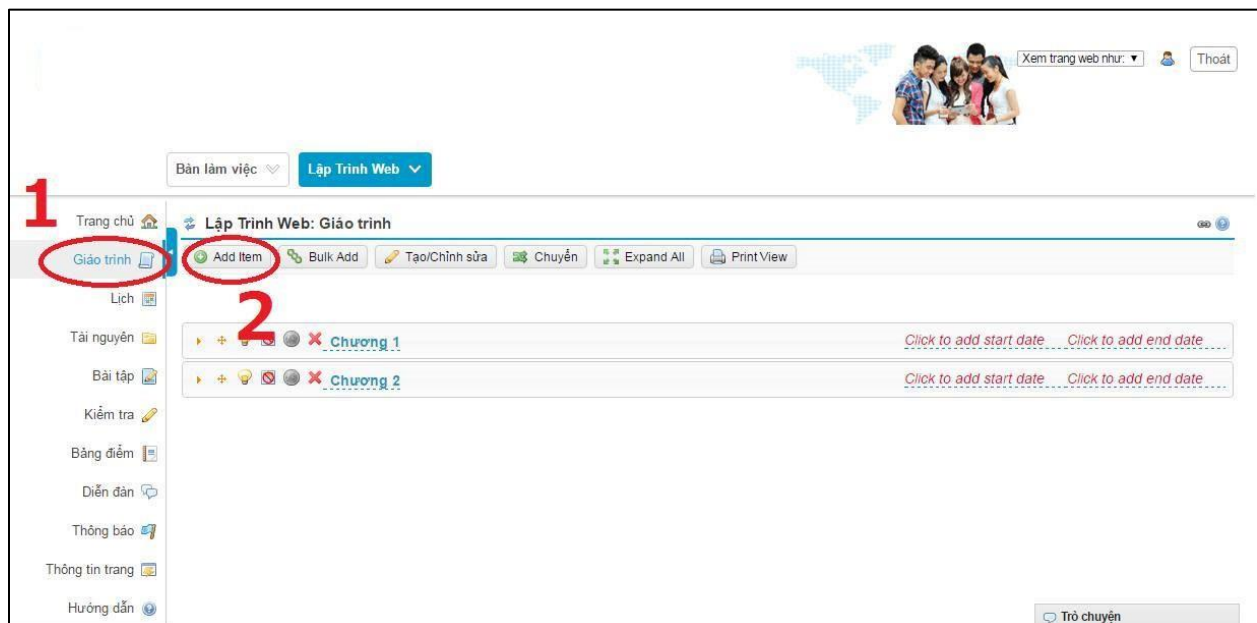 Xem trang web như: ▼ Thoát
Bàn làm việc Lập Trình Web
1
Trang chủ
Lập Trình Web: Giáo trình
Giáo trình
Add Item Bulk Add Tạo/Chỉnh sửa Chuyển Expand All Print View
2
Lịch
Tài nguyên
Chương 1 Click to add start date Click to add end date
Bài tập
Chương 2 Click to add start date Click to add end date
Kiểm tra
Bảng điểm
Diễn đàn
Thông báo
Thông tin trang
Hướng dẫn
Trò chuyện